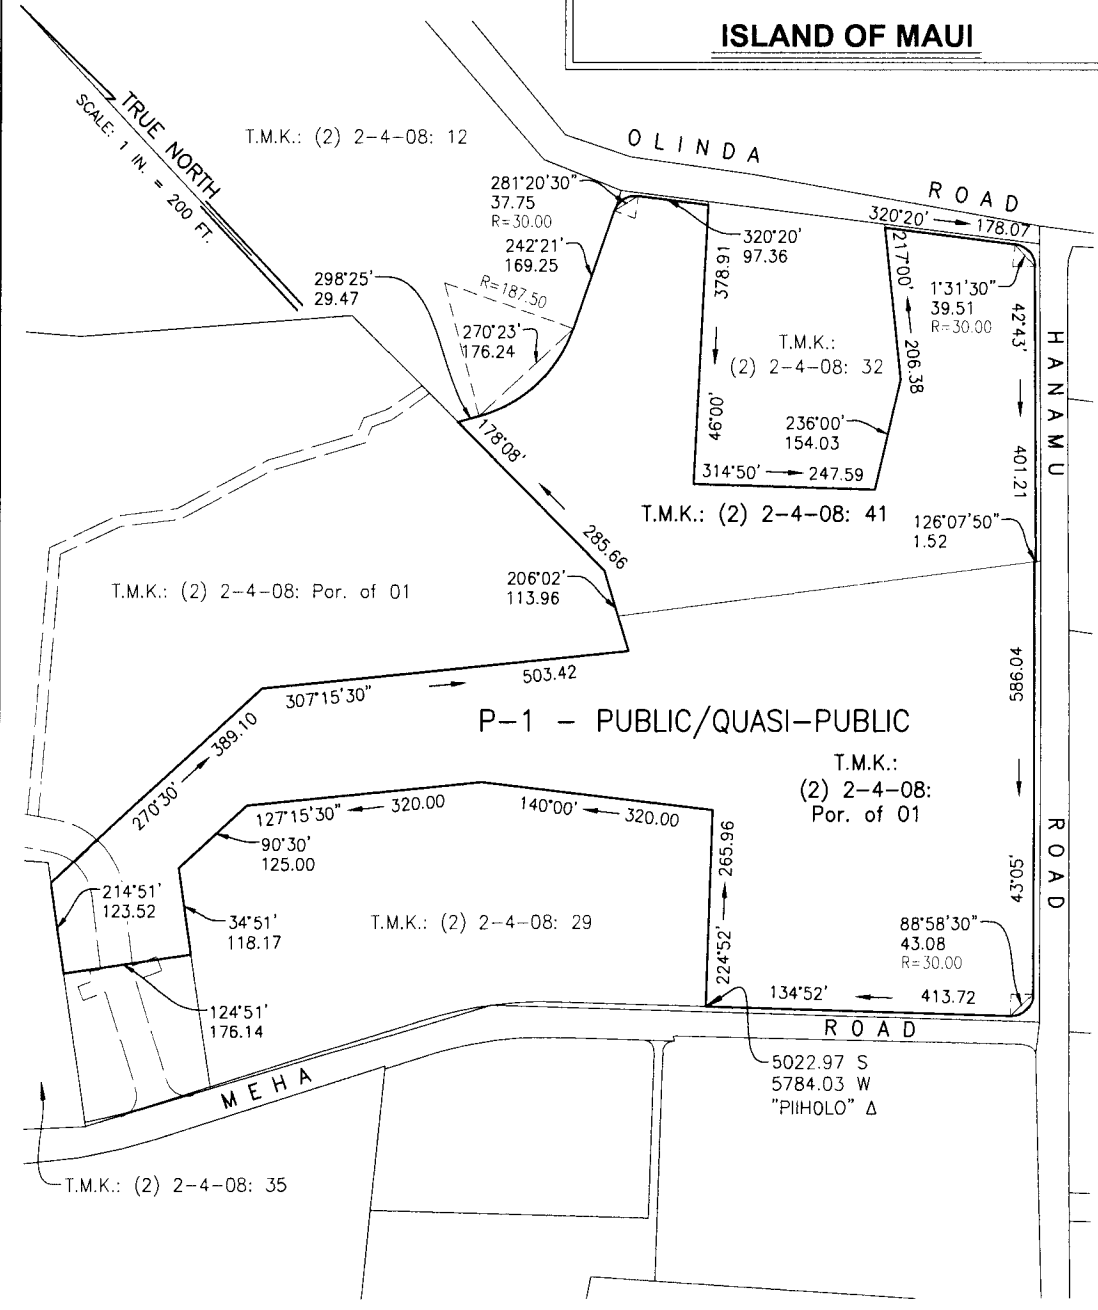 ISLAND OF MAUI
TRUE NORTH
SCALE: 1 IN. = 200 FT.
T.M.K.: (2) 2-4-08: 12
OLINDA ROAD
281°20'30"
37.75
R=30.00
242°21'
169.25
298°25'
29.47
R=187.50
270°23'
176.24
320°20'
97.36
320°20' 178.07
1°31'30"
39.51
R=30.00
378.91
46°00'
217°00'
206.38
T.M.K.:
(2) 2-4-08: 32
236°00'
154.03
314°50' 247.59
42°43'
401.21
HANAMU ROAD
178°08'
285.66
T.M.K.: (2) 2-4-08: 41
126°07'50"
1.52
206°02'
113.96
T.M.K.: (2) 2-4-08: Por. of 01
307°15'30" 503.42
270°30' 389.10
P-1 - PUBLIC/QUASI-PUBLIC
T.M.K.:
(2) 2-4-08:
Por. of 01
586.04
43°05'
127°15'30" 320.00
140°00' 320.00
90°30'
125.00
265.96
224°52'
214°51'
123.52
34°51'
118.17
T.M.K.: (2) 2-4-08: 29
88°58'30"
43.08
R=30.00
134°52' 413.72
124°51'
176.14
MEHA ROAD
5022.97 S
5784.03 W
"PIIHOLO" Δ
T.M.K.: (2) 2-4-08: 35